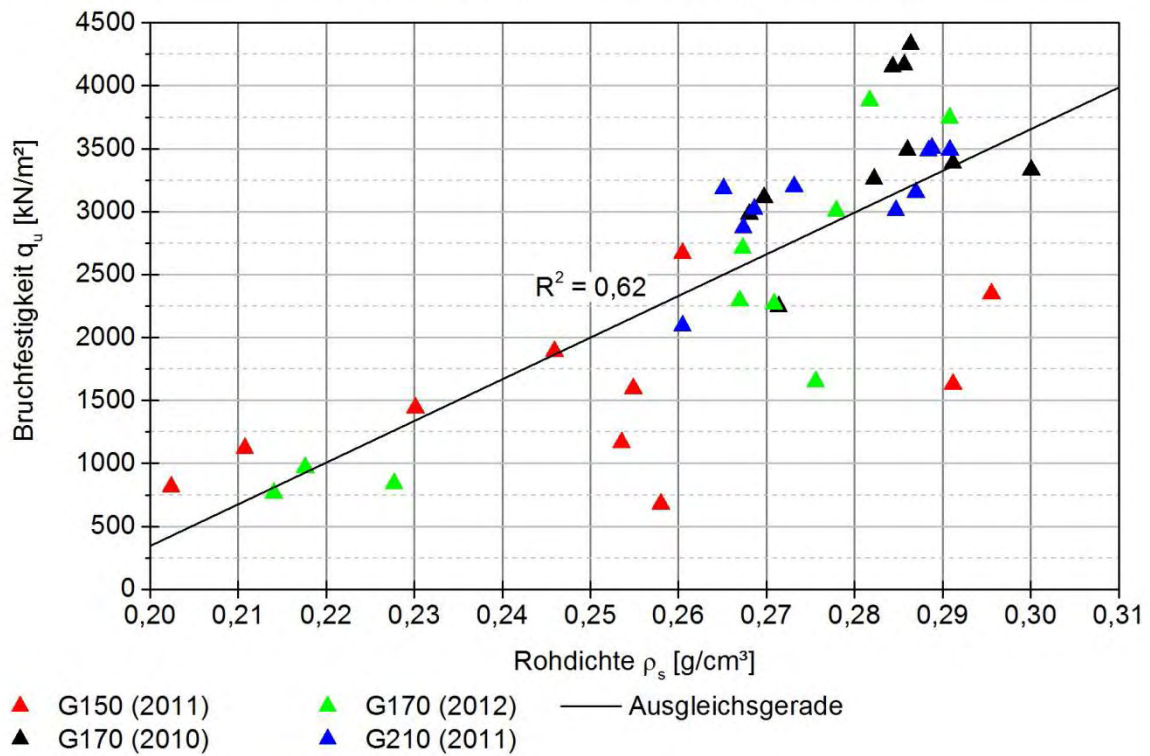 Bruchfestigkeit qᵤ [kN/m²]
4500
4000
3500
3000
2500
2000
1500
1000
500
0
R² = 0,62
0,20 0,21 0,22 0,23 0,24 0,25 0,26 0,27 0,28 0,29 0,30 0,31
Rohdichte ρₛ [g/cm³]
G150 (2011) G170 (2012) Ausgleichsgerade
G170 (2010) G210 (2011)